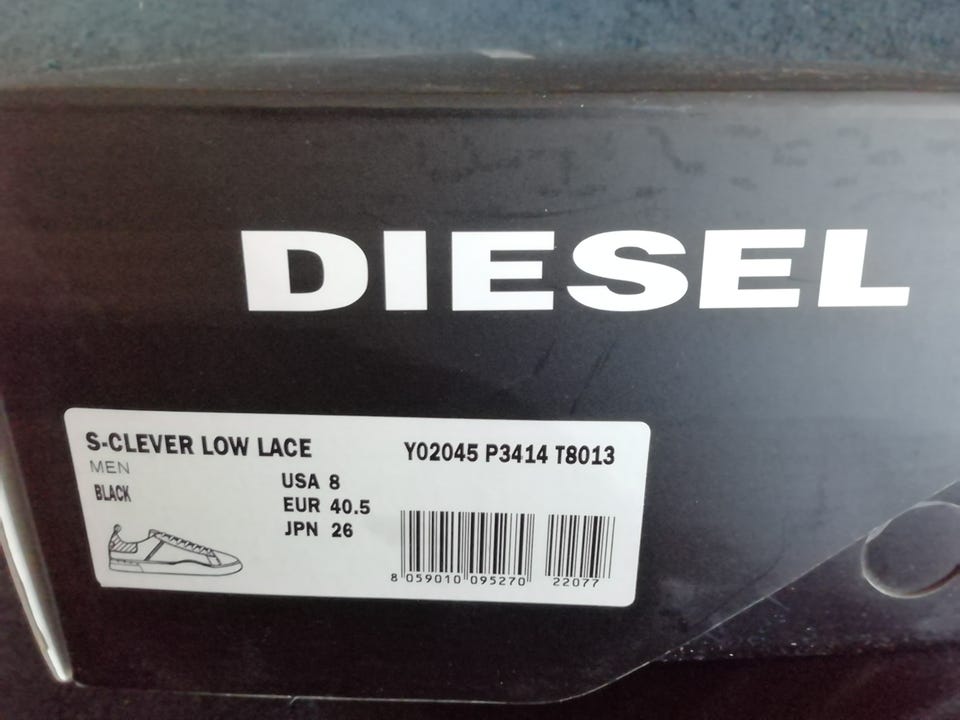 DIESEL
S-CLEVER LOW LACE Y02045 P3414 T8013
MEN
BLACK
USA 8
EUR 40.5
JPN 26
8 059010 095270 22077